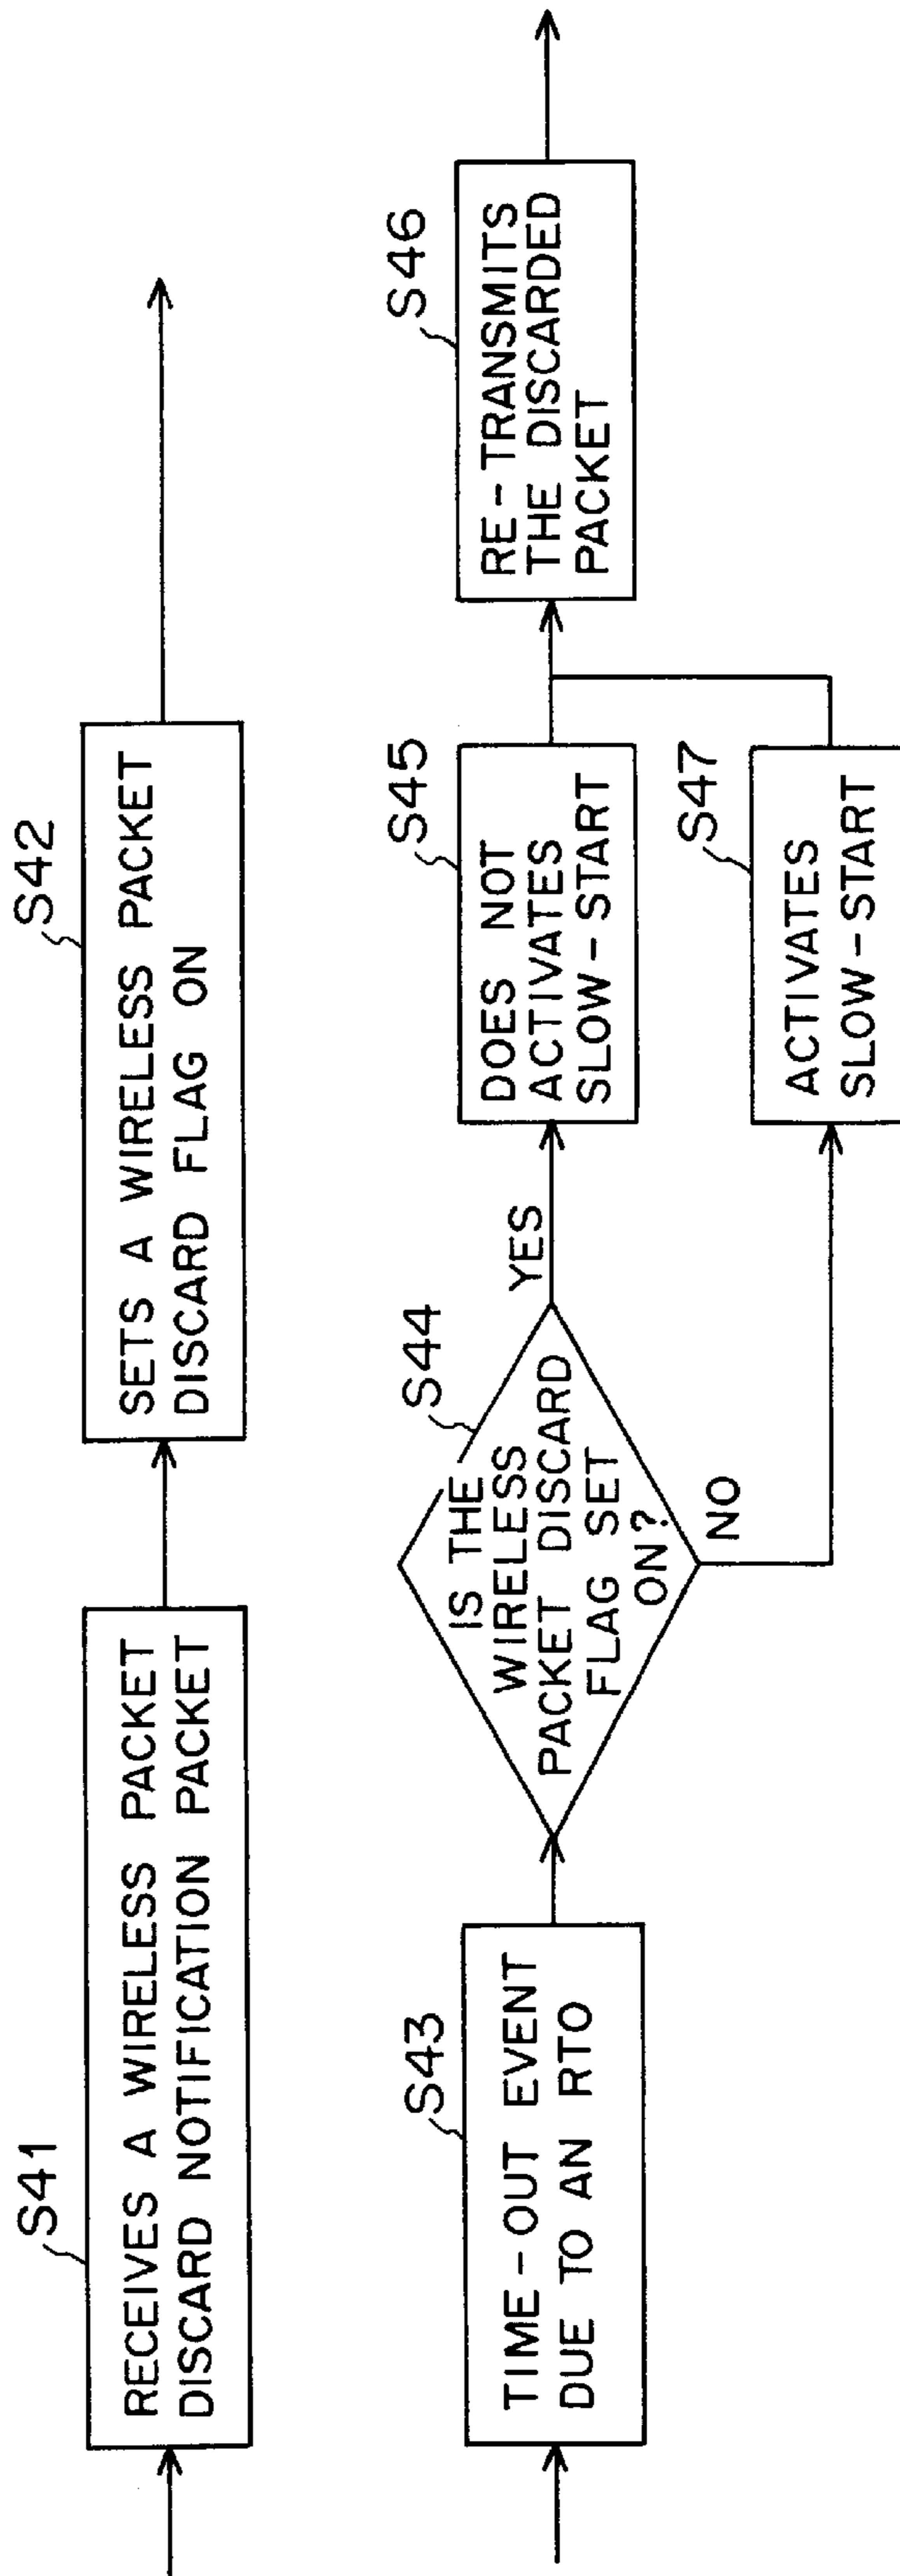 S41
RECEIVES A WIRELESS PACKET
DISCARD NOTIFICATION PACKET
S42
SETS A WIRELESS PACKET
DISCARD FLAG ON
S43
TIME-OUT EVENT
DUE TO AN RTO
S44
IS THE
WIRELESS
PACKET DISCARD
FLAG SET
ON?
YES
NO
S45
DOES NOT
ACTIVATES
SLOW-START
S47
ACTIVATES
SLOW-START
S46
RE-TRANSMITS
THE DISCARDED
PACKET